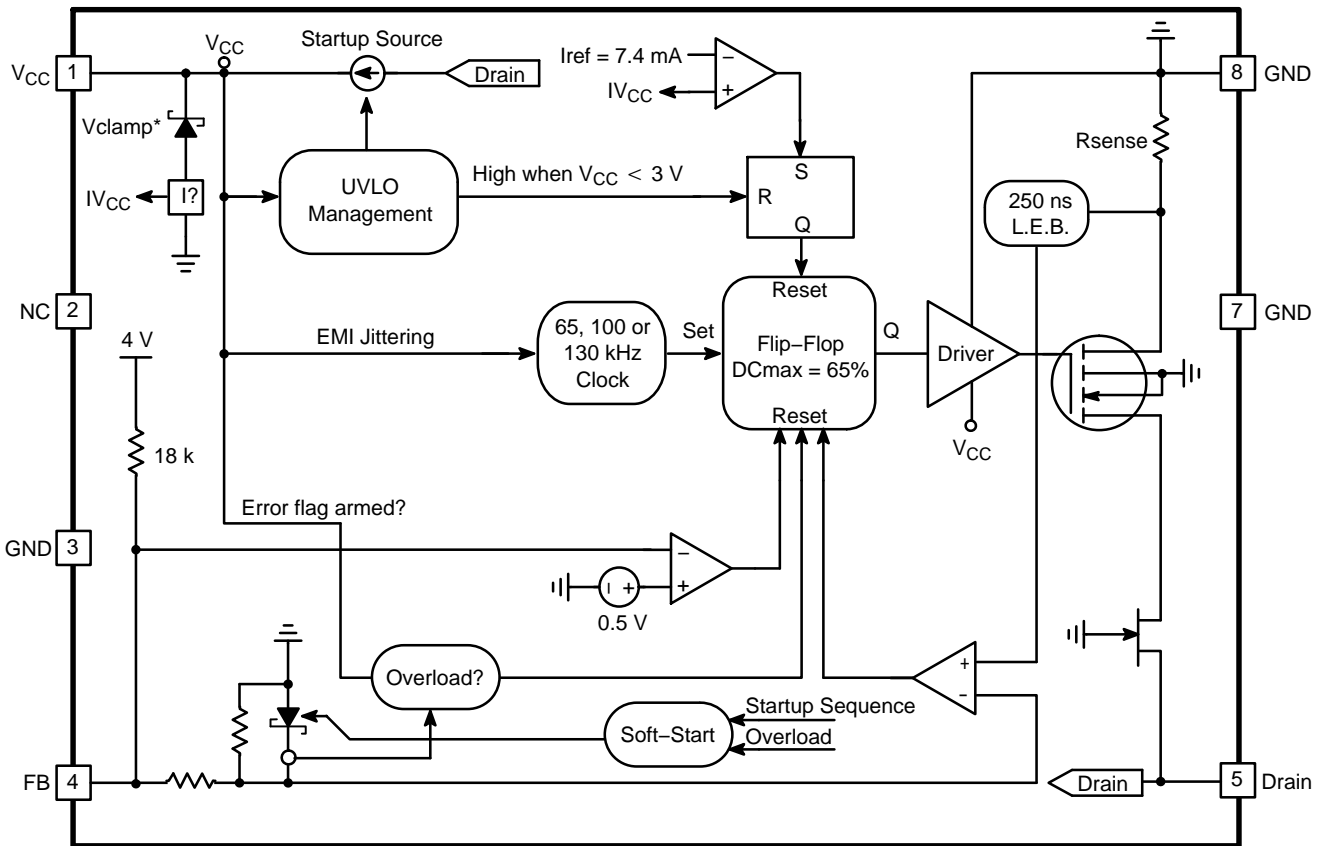 Startup Source
VCC
Iref = 7.4 mA
−
+
IVCC
VCC
1
Drain
8
GND
Vclamp*
Rsense
S
R
Q
UVLO
Management
High when VCC < 3 V
250 ns
L.E.B.
IVCC
I?
NC
2
7
GND
4 V
EMI Jittering
65, 100 or
130 kHz
Clock
Set
Reset
Flip−Flop
DCmax = 65%
Reset
Q
Driver
VCC
18 k
Error flag armed?
GND
3
−
+
− +
0.5 V
Overload?
+
−
Startup Sequence
Soft−Start
Overload
FB
4
Drain
5
Drain